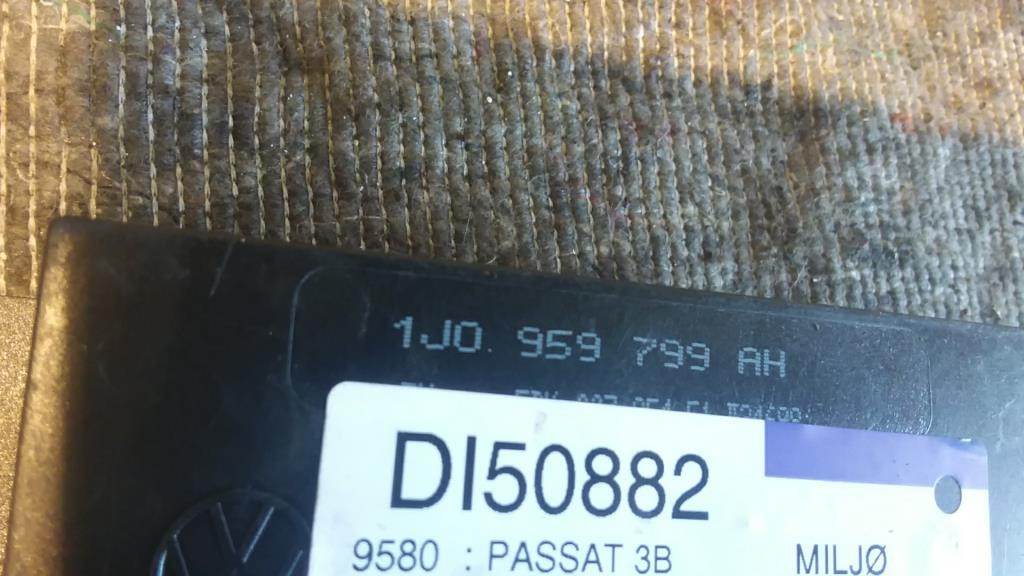 1J0 959 799 AH
DI50882
9580 : PASSAT 3B MILJØ